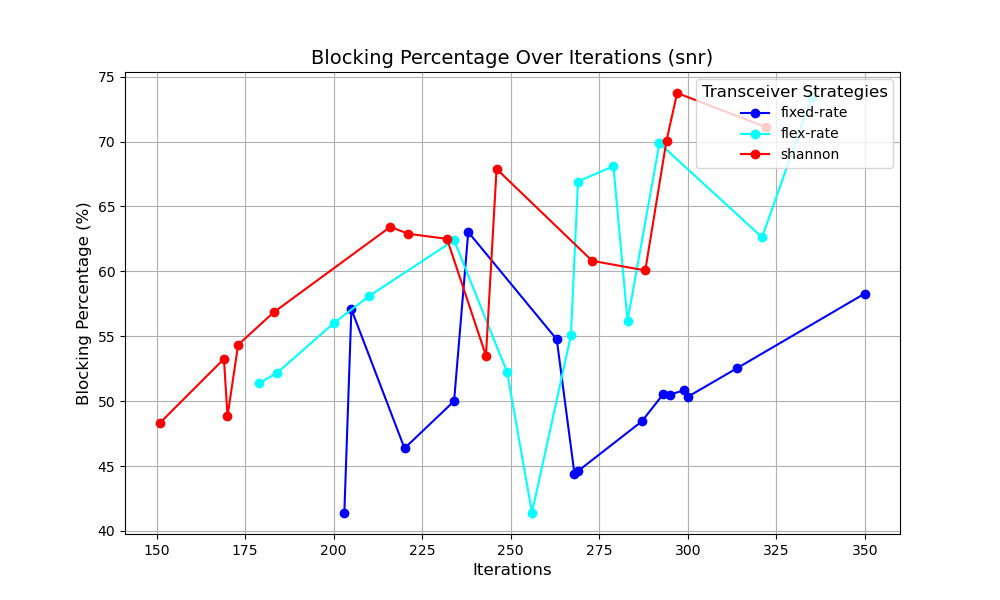 Blocking Percentage Over Iterations (snr)
Transceiver Strategies
fixed-rate
flex-rate
shannon
Blocking Percentage (%)
75
70
65
60
55
50
45
40
150 175 200 225 250 275 300 325 350
Iterations